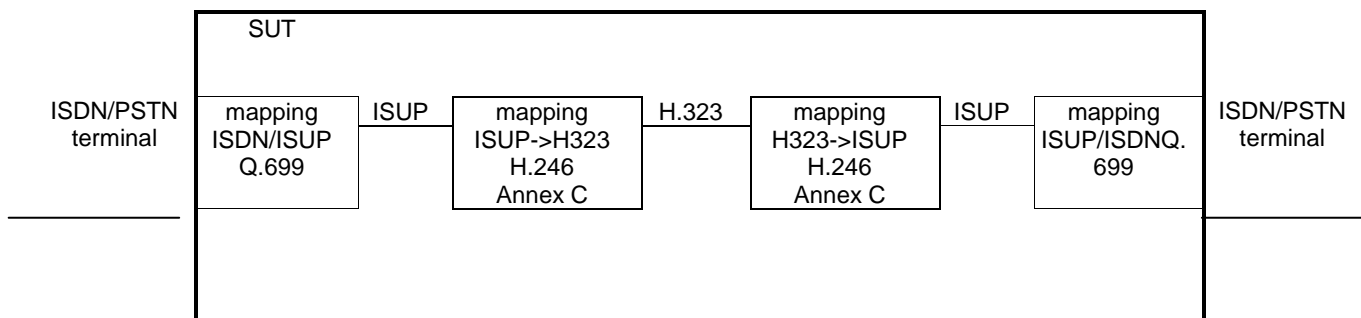 SUT
ISDN/PSTN
terminal
mapping
ISDN/ISUP
Q.699
ISUP
mapping
ISUP->H323
H.246
Annex C
H.323
mapping
H323->ISUP
H.246
Annex C
ISUP
mapping
ISUP/ISDNQ.
699
ISDN/PSTN
terminal